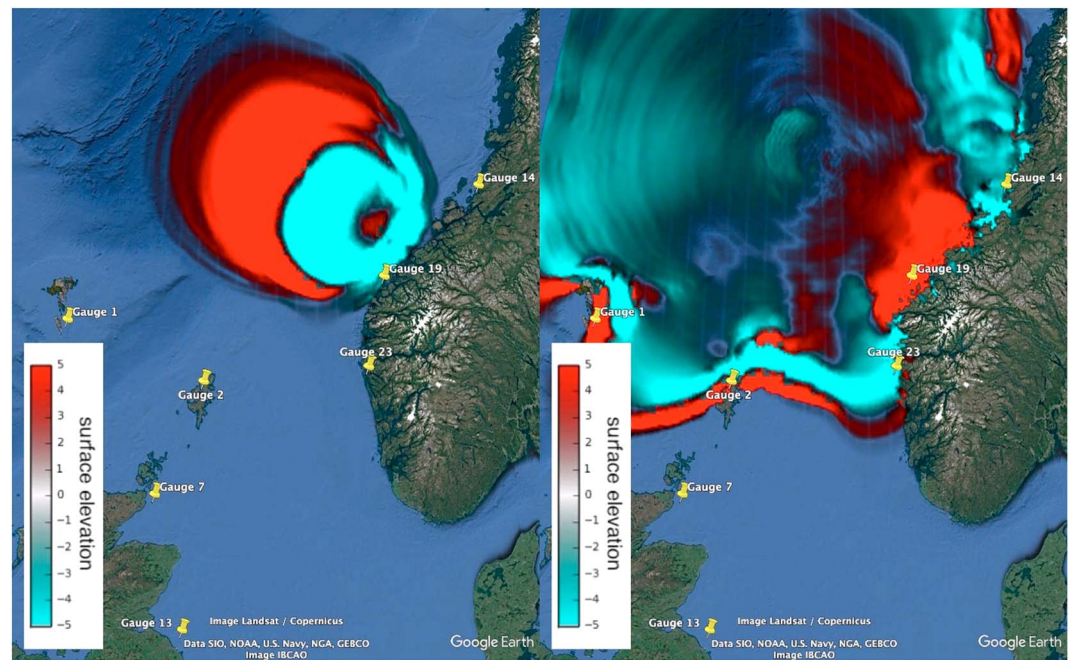 Gauge 14
Gauge 19
Gauge 1
Gauge 23
Gauge 2
Gauge 7
Gauge 13
5
4
3
2
1
0
−1
−2
−3
−4
−5
surface elevation
Image Landsat / Copernicus
Data SIO, NOAA, U.S. Navy, NGA, GEBCO
Image IBCAO
Google Earth
Gauge 14
Gauge 19
Gauge 1
Gauge 23
Gauge 2
Gauge 7
Gauge 13
5
4
3
2
1
0
−1
−2
−3
−4
−5
surface elevation
Image Landsat / Copernicus
Data SIO, NOAA, U.S. Navy, NGA, GEBCO
Image IBCAO
Google Earth